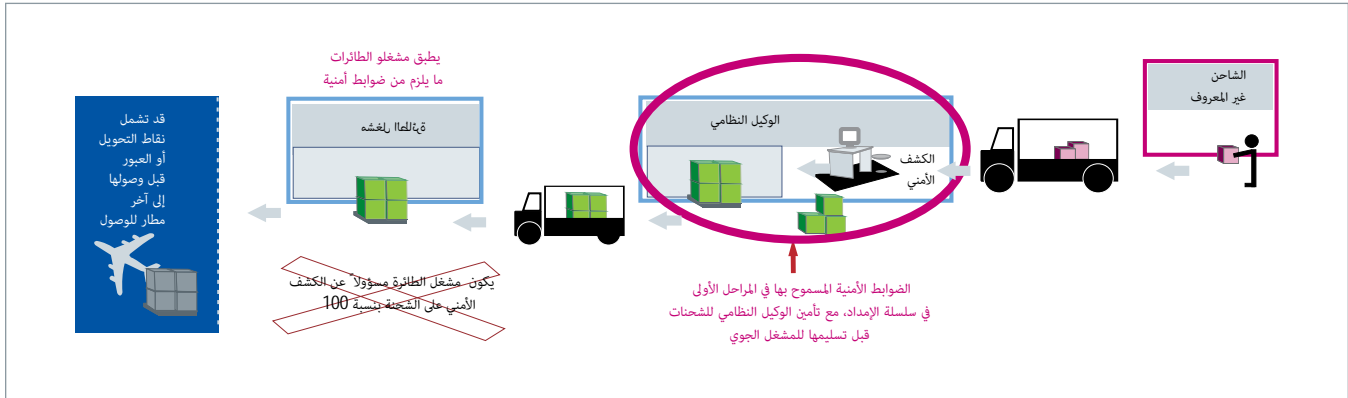 الشاحن
غير المعروف
الوكيل النظامي
الكشف
الأمني
الضوابط الأمنية المسموح بها في المراحل الأولى
في سلسلة الإمداد، مع تأمين الوكيل النظامي للشحنات
قبل تسليمها للمشغل الجوي
يطبق مشغلو الطائرات
ما يلزم من ضوابط أمنية
مشغل الطائرة
يكون مشغل الطائرة مسؤولاً عن الكشف
الأمني على الشحنة بنسبة 100
قد تشمل
نقاط التحويل
أو العبور
قبل وصولها
إلى آخر
مطار للوصول